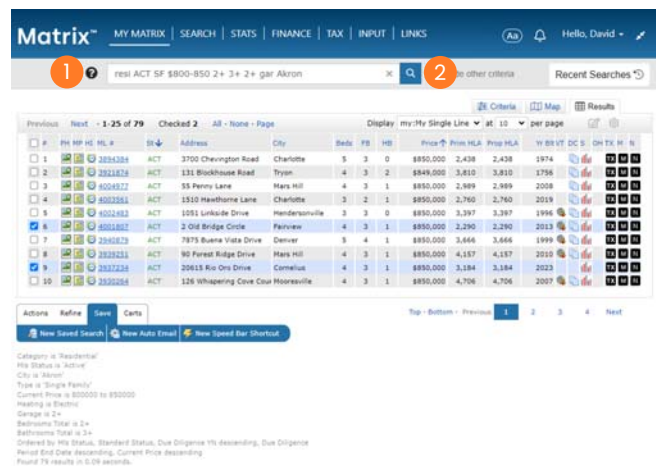 Matrix™ MY MATRIX | SEARCH | STATS | FINANCE | TAX | INPUT | LINKS Aa Hello, David
1 ? resi ACT SF $800-850 2+ 3+ 2+ gar Akron × 2 other criteria Recent Searches
Criteria Map Results
Previous Next · 1-25 of 79 Checked 2 All · None · Page Display my:My Single Line at 10 per page
# PH MP HI ML # St Address City Beds FB HB Price Prim HLA Prop HLA Yr Blt VT DC S OH TX M N
1 3894384 ACT 3700 Chevington Road Charlotte 5 3 0 $850,000 2,438 2,438 1974 TX M N
2 3921874 ACT 131 Blockhouse Road Tryon 4 3 2 $849,000 3,810 3,810 1756 TX M N
3 4004977 ACT 55 Penny Lane Mars Hill 4 3 1 $850,000 2,989 2,989 2008 TX M N
4 4003561 ACT 1510 Hawthorne Lane Charlotte 3 2 1 $850,000 2,760 2,760 2019 TX M N
5 4002483 ACT 1051 Linkside Drive Hendersonville 3 3 0 $850,000 3,397 3,397 1996 TX M N
6 4001807 ACT 2 Old Bridge Circle Fairview 4 3 1 $850,000 2,290 2,290 2013 TX M N
7 3940879 ACT 7875 Buena Vista Drive Denver 5 4 1 $850,000 3,666 3,666 1999 TX M N
8 3939251 ACT 90 Forest Ridge Drive Mars Hill 4 3 1 $850,000 4,157 4,157 2010 TX M N
9 3937234 ACT 20615 Rio Oro Drive Cornelius 4 3 1 $850,000 3,184 3,184 2023 TX M N
10 3930264 ACT 126 Whispering Cove Cour Mooresville 4 3 1 $850,000 4,706 4,706 2007 TX M N
Actions Refine Save Carts Top · Bottom · Previous 1 2 3 4 Next
New Saved Search New Auto Email New Speed Bar Shortcut
Category is 'Residential'
Mls Status is 'Active'
City is 'Akron'
Type is 'Single Family'
Current Price is 800000 to 850000
Heating is Electric
Garage is 2+
Bedrooms Total is 2+
Bathrooms Total is 3+
Ordered by Mls Status, Standard Status, Due Diligence YN descending, Due Diligence
Period End Date descending, Current Price descending
Found 79 results in 0.09 seconds.